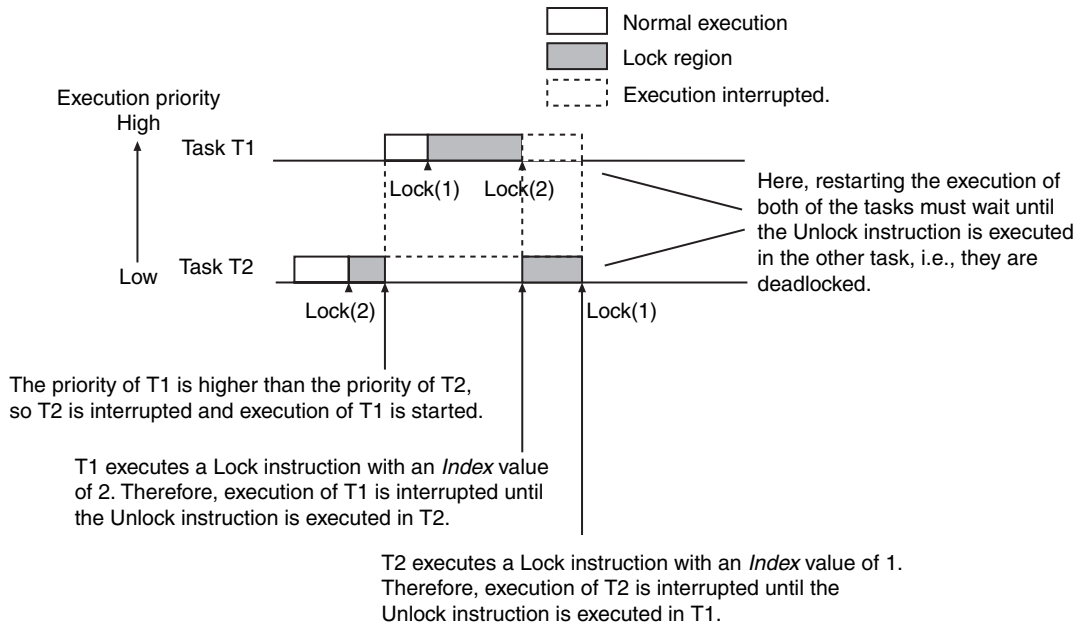 Normal execution
Lock region
Execution interrupted.
Execution priority
High
Task T1
Lock(1)
Lock(2)
Here, restarting the execution of
both of the tasks must wait until
the Unlock instruction is executed
in the other task, i.e., they are
deadlocked.
Low
Task T2
Lock(2)
Lock(1)
The priority of T1 is higher than the priority of T2,
so T2 is interrupted and execution of T1 is started.
T1 executes a Lock instruction with an Index value
of 2. Therefore, execution of T1 is interrupted until
the Unlock instruction is executed in T2.
T2 executes a Lock instruction with an Index value of 1.
Therefore, execution of T2 is interrupted until the
Unlock instruction is executed in T1.